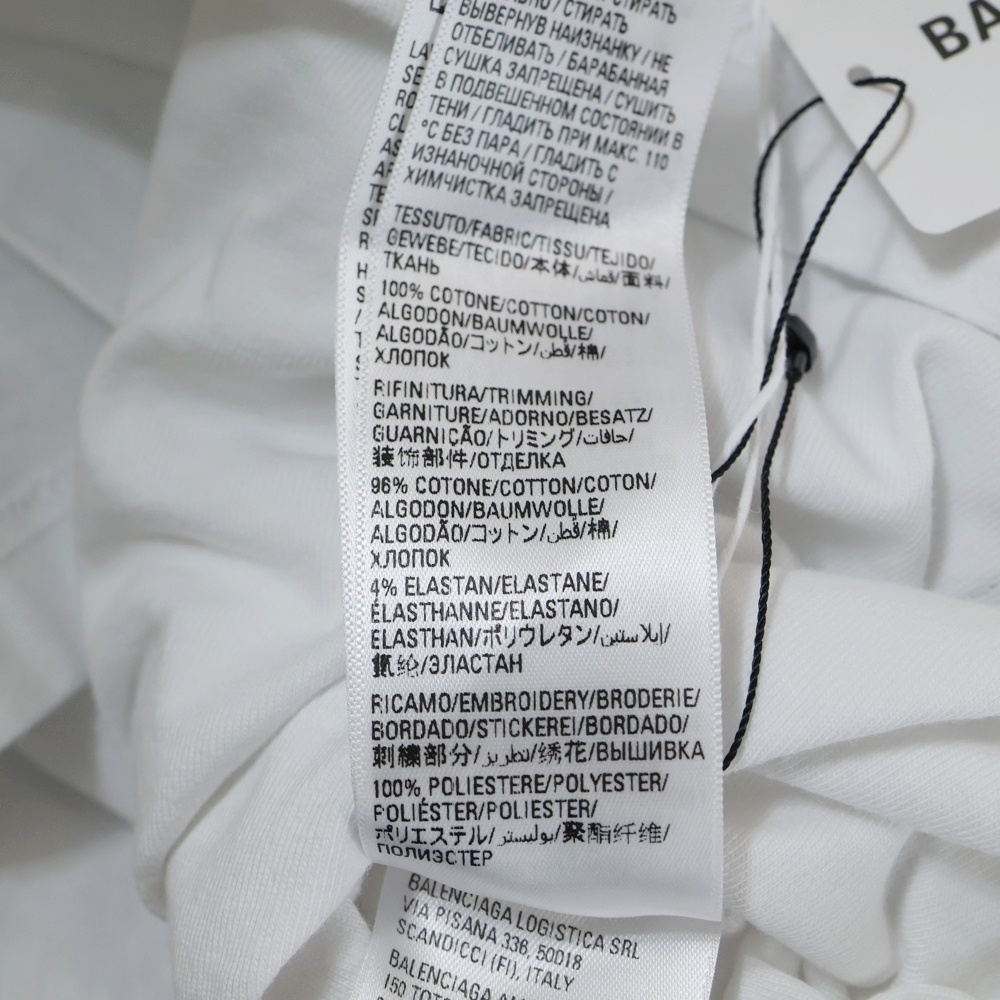 BA
СТИРАТЬ
ВЫВЕРНУВ НАИЗНАНКУ / НЕ
ОТБЕЛИВАТЬ / БАРАБАННАЯ
СУШКА ЗАПРЕЩЕНА / СУШИТЬ
В ПОДВЕШЕННОМ СОСТОЯНИИ В
ТЕНИ / ГЛАДИТЬ ПРИ МАКС. 110
°C БЕЗ ПАРА / ГЛАДИТЬ С
ИЗНАНОЧНОЙ СТОРОНЫ /
ХИМЧИСТКА ЗАПРЕЩЕНА
TESSUTO/FABRIC/TISSU/TEJIDO/
GEWEBE/TECIDO/本体/قماش/面料/
ТКАНЬ
100% COTONE/COTTON/COTON/
ALGODON/BAUMWOLLE/
ALGODÃO/コットン/قطن/棉/
ХЛОПОК
RIFINITURA/TRIMMING/
GARNITURE/ADORNO/BESATZ/
GUARNIÇÃO/トリミング/حافات/
装饰部件/ОТДЕЛКА
96% COTONE/COTTON/COTON/
ALGODON/BAUMWOLLE/
ALGODÃO/コットン/قطن/棉/
ХЛОПОК
4% ELASTAN/ELASTANE/
ÉLASTHANNE/ELASTANO/
ELASTHAN/ポリウレタン/إيلاستين/
氨纶/ЭЛАСТАН
RICAMO/EMBROIDERY/BRODERIE/
BORDADO/STICKEREI/BORDADO/
刺繍部分/تطريز/绣花/ВЫШИВКА
100% POLIESTERE/POLYESTER/
POLIÉSTER/POLIESTER/
ポリエステル/بوليستر/聚酯纤维/
ПОЛИЭСТЕР
BALENCIAGA LOGISTICA SRL
VIA PISANA 336, 50018
SCANDICCI (FI), ITALY
BALENCIAGA
150